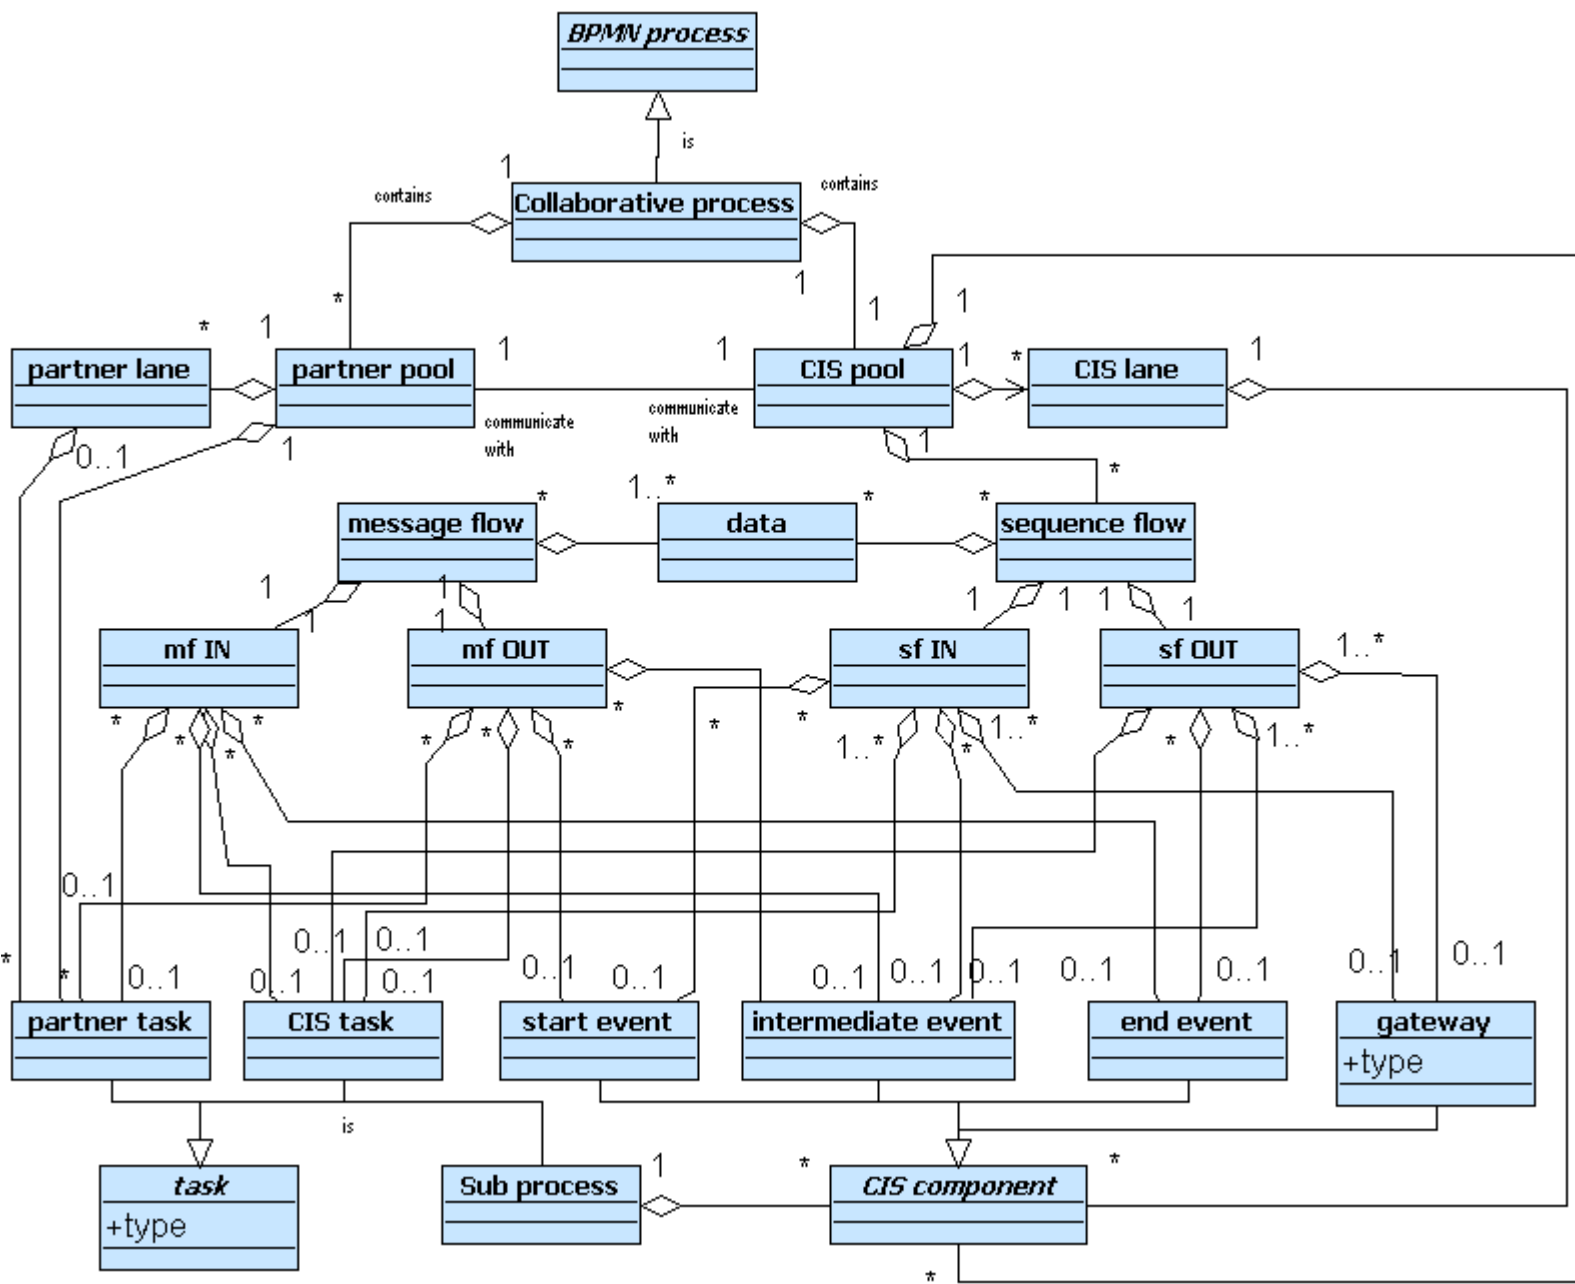 BPMN process
is
1
contains
contains
Collaborative process
1
*
1
1
*
1
1
1
1
*
1
partner lane
partner pool
CIS pool
CIS lane
communicate
with
communicate
with
0..1
1
1
*
*
1..*
*
*
message flow
data
sequence flow
1
1
1
1
1
1
1
1
mf IN
mf OUT
sf IN
sf OUT
1..*
*
*
*
*
*
*
*
*
*
*
*
1..*
*
1..*
*
1..*
0..1
0..1
0..1
*
*
0..1
0..1
0..1
0..1
0..1
0..1
0..1
0..1
0..1
0..1
0..1
0..1
partner task
CIS task
start event
intermediate event
end event
gateway
+type
is
1
*
*
task
+type
Sub process
CIS component
*